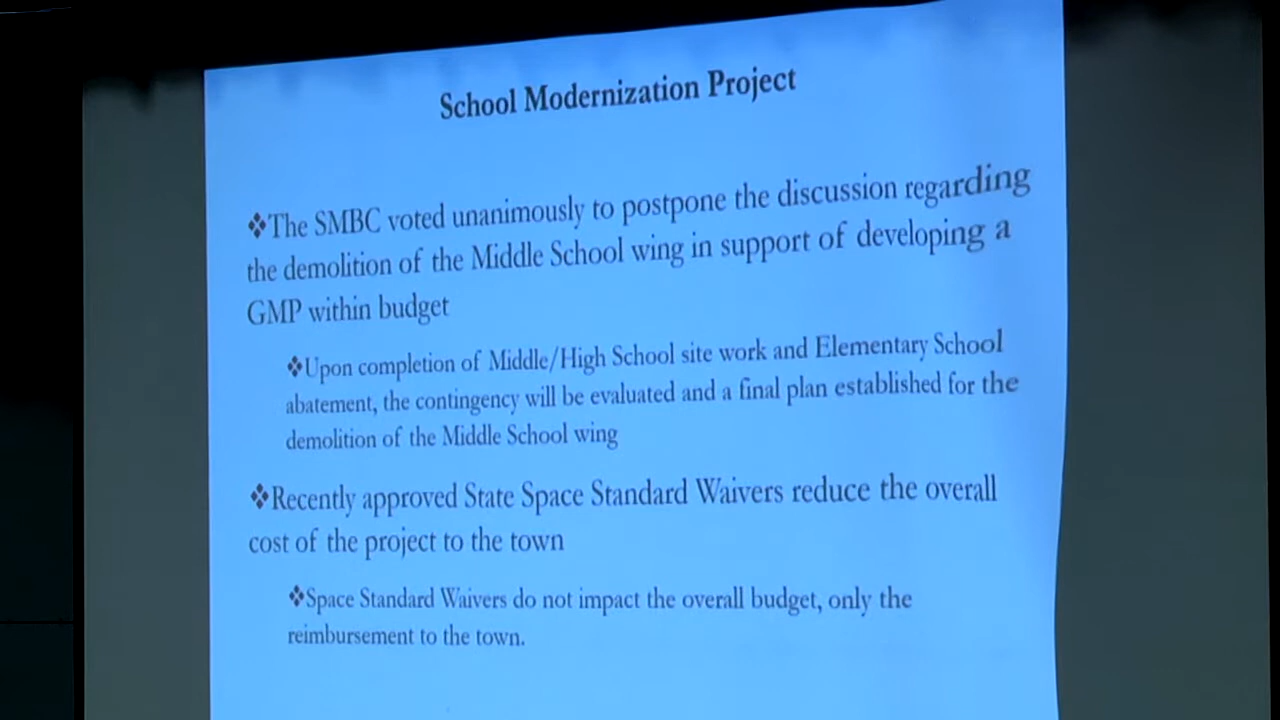 School Modernization Project
❖The SMBC voted unanimously to postpone the discussion regarding
the demolition of the Middle School wing in support of developing a
GMP within budget
❖Upon completion of Middle/High School site work and Elementary School
abatement, the contingency will be evaluated and a final plan established for the
demolition of the Middle School wing
❖Recently approved State Space Standard Waivers reduce the overall
cost of the project to the town
❖Space Standard Waivers do not impact the overall budget, only the
reimbursement to the town.